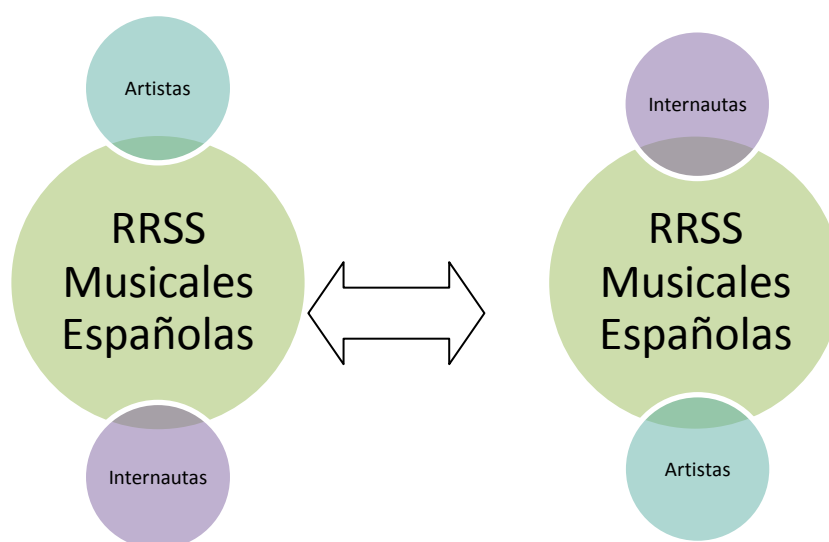 Artistas
RRSS
Musicales
Españolas
Internautas
Internautas
RRSS
Musicales
Españolas
Artistas